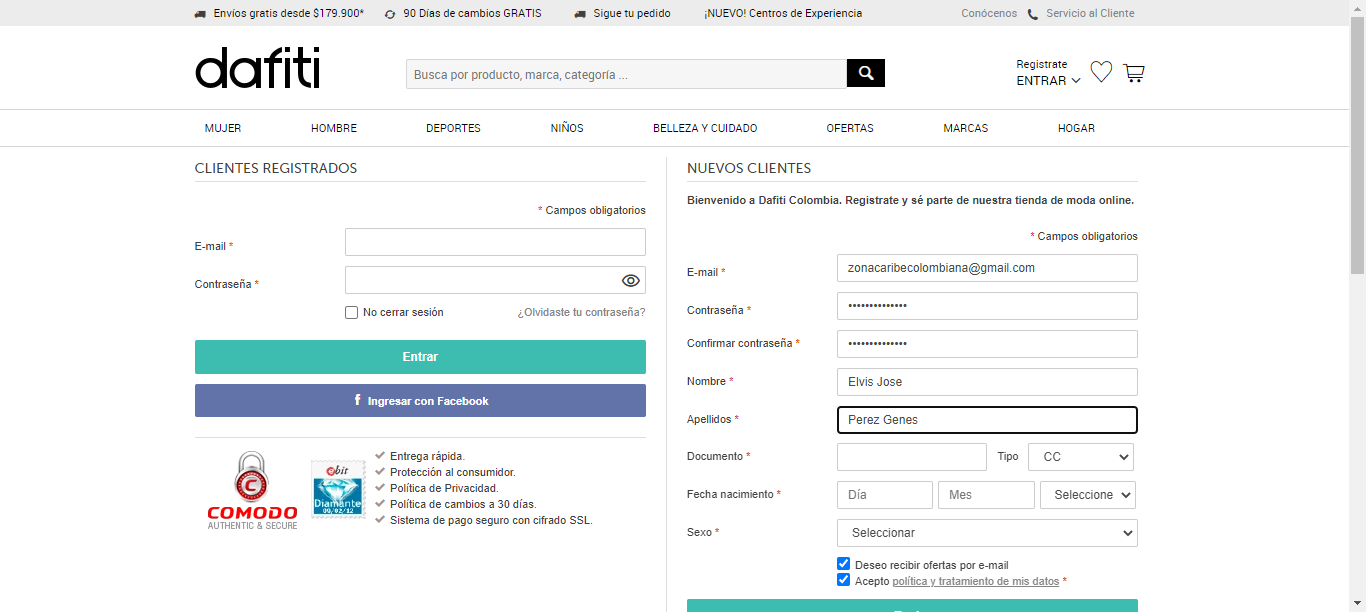 Envíos gratis desde $179.900* 90 Días de cambios GRATIS Sigue tu pedido ¡NUEVO! Centros de Experiencia Conócenos Servicio al Cliente
dafiti
Busca por producto, marca, categoría ...
Registrate
ENTRAR
MUJER HOMBRE DEPORTES NIÑOS BELLEZA Y CUIDADO OFERTAS MARCAS HOGAR
CLIENTES REGISTRADOS
* Campos obligatorios
E-mail *
Contraseña *
No cerrar sesión ¿Olvidaste tu contraseña?
Entrar
f Ingresar con Facebook
COMODO
AUTHENTIC & SECURE
ebit
Diamante
09/02/12
Entrega rápida.
Protección al consumidor.
Política de Privacidad.
Política de cambios a 30 días.
Sistema de pago seguro con cifrado SSL.
NUEVOS CLIENTES
Bienvenido a Dafiti Colombia. Registrate y sé parte de nuestra tienda de moda online.
* Campos obligatorios
E-mail * zonacaribecolombiana@gmail.com
Contraseña * ••••••••••••••
Confirmar contraseña * ••••••••••••••
Nombre * Elvis Jose
Apellidos * Perez Genes
Documento * Tipo CC
Fecha nacimiento * Día Mes Seleccione
Sexo * Seleccionar
Deseo recibir ofertas por e-mail
Acepto política y tratamiento de mis datos *